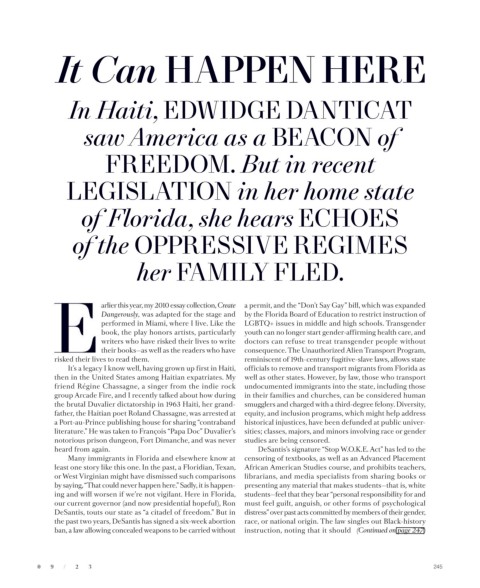 It Can HAPPEN HERE
In Haiti, EDWIDGE DANTICAT
saw America as a BEACON of
FREEDOM. But in recent
LEGISLATION in her home state
of Florida, she hears ECHOES
of the OPPRESSIVE REGIMES
her FAMILY FLED.
Earlier this year, my 2010 essay collection, Create
Dangerously, was adapted for the stage and
performed in Miami, where I live. Like the
book, the play honors artists, particularly
writers who have risked their lives to write
their books—as well as the readers who have
risked their lives to read them.
It's a legacy I know well, having grown up first in Haiti,
then in the United States among Haitian expatriates. My
friend Régine Chassagne, a singer from the indie rock
group Arcade Fire, and I recently talked about how during
the brutal Duvalier dictatorship in 1963 Haiti, her grand-
father, the Haitian poet Roland Chassagne, was arrested at
a Port-au-Prince publishing house for sharing "contraband
literature." He was taken to François "Papa Doc" Duvalier's
notorious prison dungeon, Fort Dimanche, and was never
heard from again.
Many immigrants in Florida and elsewhere know at
least one story like this one. In the past, a Floridian, Texan,
or West Virginian might have dismissed such comparisons
by saying, "That could never happen here." Sadly, it is happen-
ing and will worsen if we're not vigilant. Here in Florida,
our current governor (and now presidential hopeful), Ron
DeSantis, touts our state as "a citadel of freedom." But in
the past two years, DeSantis has signed a six-week abortion
ban, a law allowing concealed weapons to be carried without
a permit, and the "Don't Say Gay" bill, which was expanded
by the Florida Board of Education to restrict instruction of
LGBTQ+ issues in middle and high schools. Transgender
youth can no longer start gender-affirming health care, and
doctors can refuse to treat transgender people without
consequence. The Unauthorized Alien Transport Program,
reminiscent of 19th-century fugitive-slave laws, allows state
officials to remove and transport migrants from Florida as
well as other states. However, by law, those who transport
undocumented immigrants into the state, including those
in their families and churches, can be considered human
smugglers and charged with a third-degree felony. Diversity,
equity, and inclusion programs, which might help address
historical injustices, have been defunded at public univer-
sities; classes, majors, and minors involving race or gender
studies are being censored.
DeSantis's signature "Stop W.O.K.E. Act" has led to the
censoring of textbooks, as well as an Advanced Placement
African American Studies course, and prohibits teachers,
librarians, and media specialists from sharing books or
presenting any material that makes students—that is, white
students—feel that they bear "personal responsibility for and
must feel guilt, anguish, or other forms of psychological
distress" over past acts committed by members of their gender,
race, or national origin. The law singles out Black-history
instruction, noting that it should (Continued on page 247)
09 | 23
245